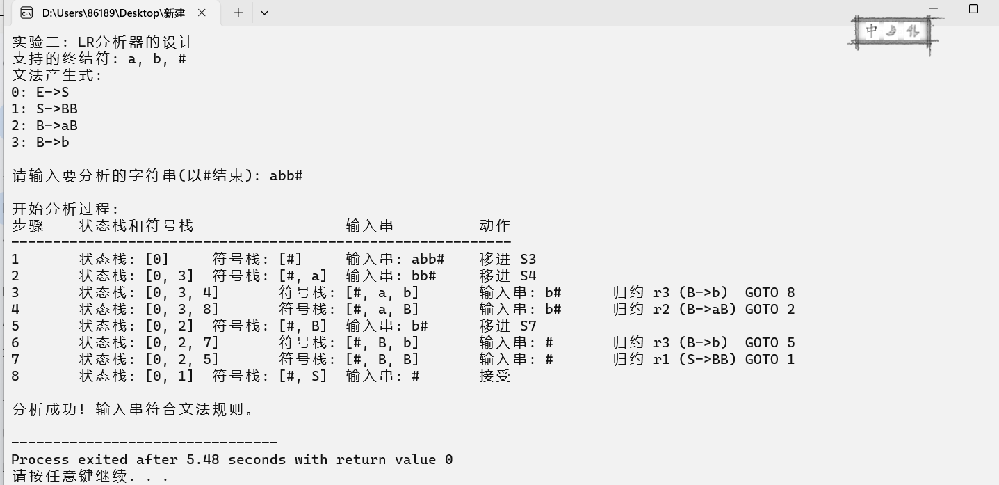 D:\Users\86189\Desktop\新建
中
实验二: LR分析器的设计
支持的终结符: a, b, #
文法产生式:
0: E->S
1: S->BB
2: B->aB
3: B->b
请输入要分析的字符串(以#结束): abb#
开始分析过程:
步骤 状态栈和符号栈 输入串 动作
------------------------------------------------------------
1 状态栈: [0] 符号栈: [#] 输入串: abb# 移进 S3
2 状态栈: [0, 3] 符号栈: [#, a] 输入串: bb# 移进 S4
3 状态栈: [0, 3, 4] 符号栈: [#, a, b] 输入串: b# 归约 r3 (B->b) GOTO 8
4 状态栈: [0, 3, 8] 符号栈: [#, a, B] 输入串: b# 归约 r2 (B->aB) GOTO 2
5 状态栈: [0, 2] 符号栈: [#, B] 输入串: b# 移进 S7
6 状态栈: [0, 2, 7] 符号栈: [#, B, b] 输入串: # 归约 r3 (B->b) GOTO 5
7 状态栈: [0, 2, 5] 符号栈: [#, B, B] 输入串: # 归约 r1 (S->BB) GOTO 1
8 状态栈: [0, 1] 符号栈: [#, S] 输入串: # 接受
分析成功! 输入串符合文法规则。
--------------------------------
Process exited after 5.48 seconds with return value 0
请按任意键继续. . .